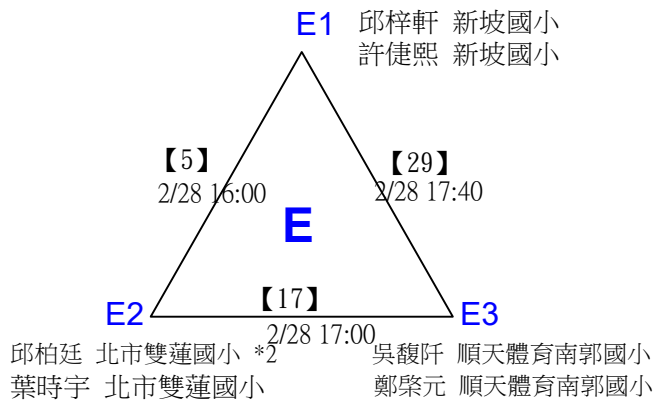 E1 邱梓軒 新坡國小
許倢熙 新坡國小
【5】 【29】
2/28 16:00 2/28 17:40
E
【17】
E2 E3
2/28 17:00
邱柏廷 北市雙蓮國小 *2 吳馥阡 順天體育南郭國小
葉時宇 北市雙蓮國小 鄭棨元 順天體育南郭國小